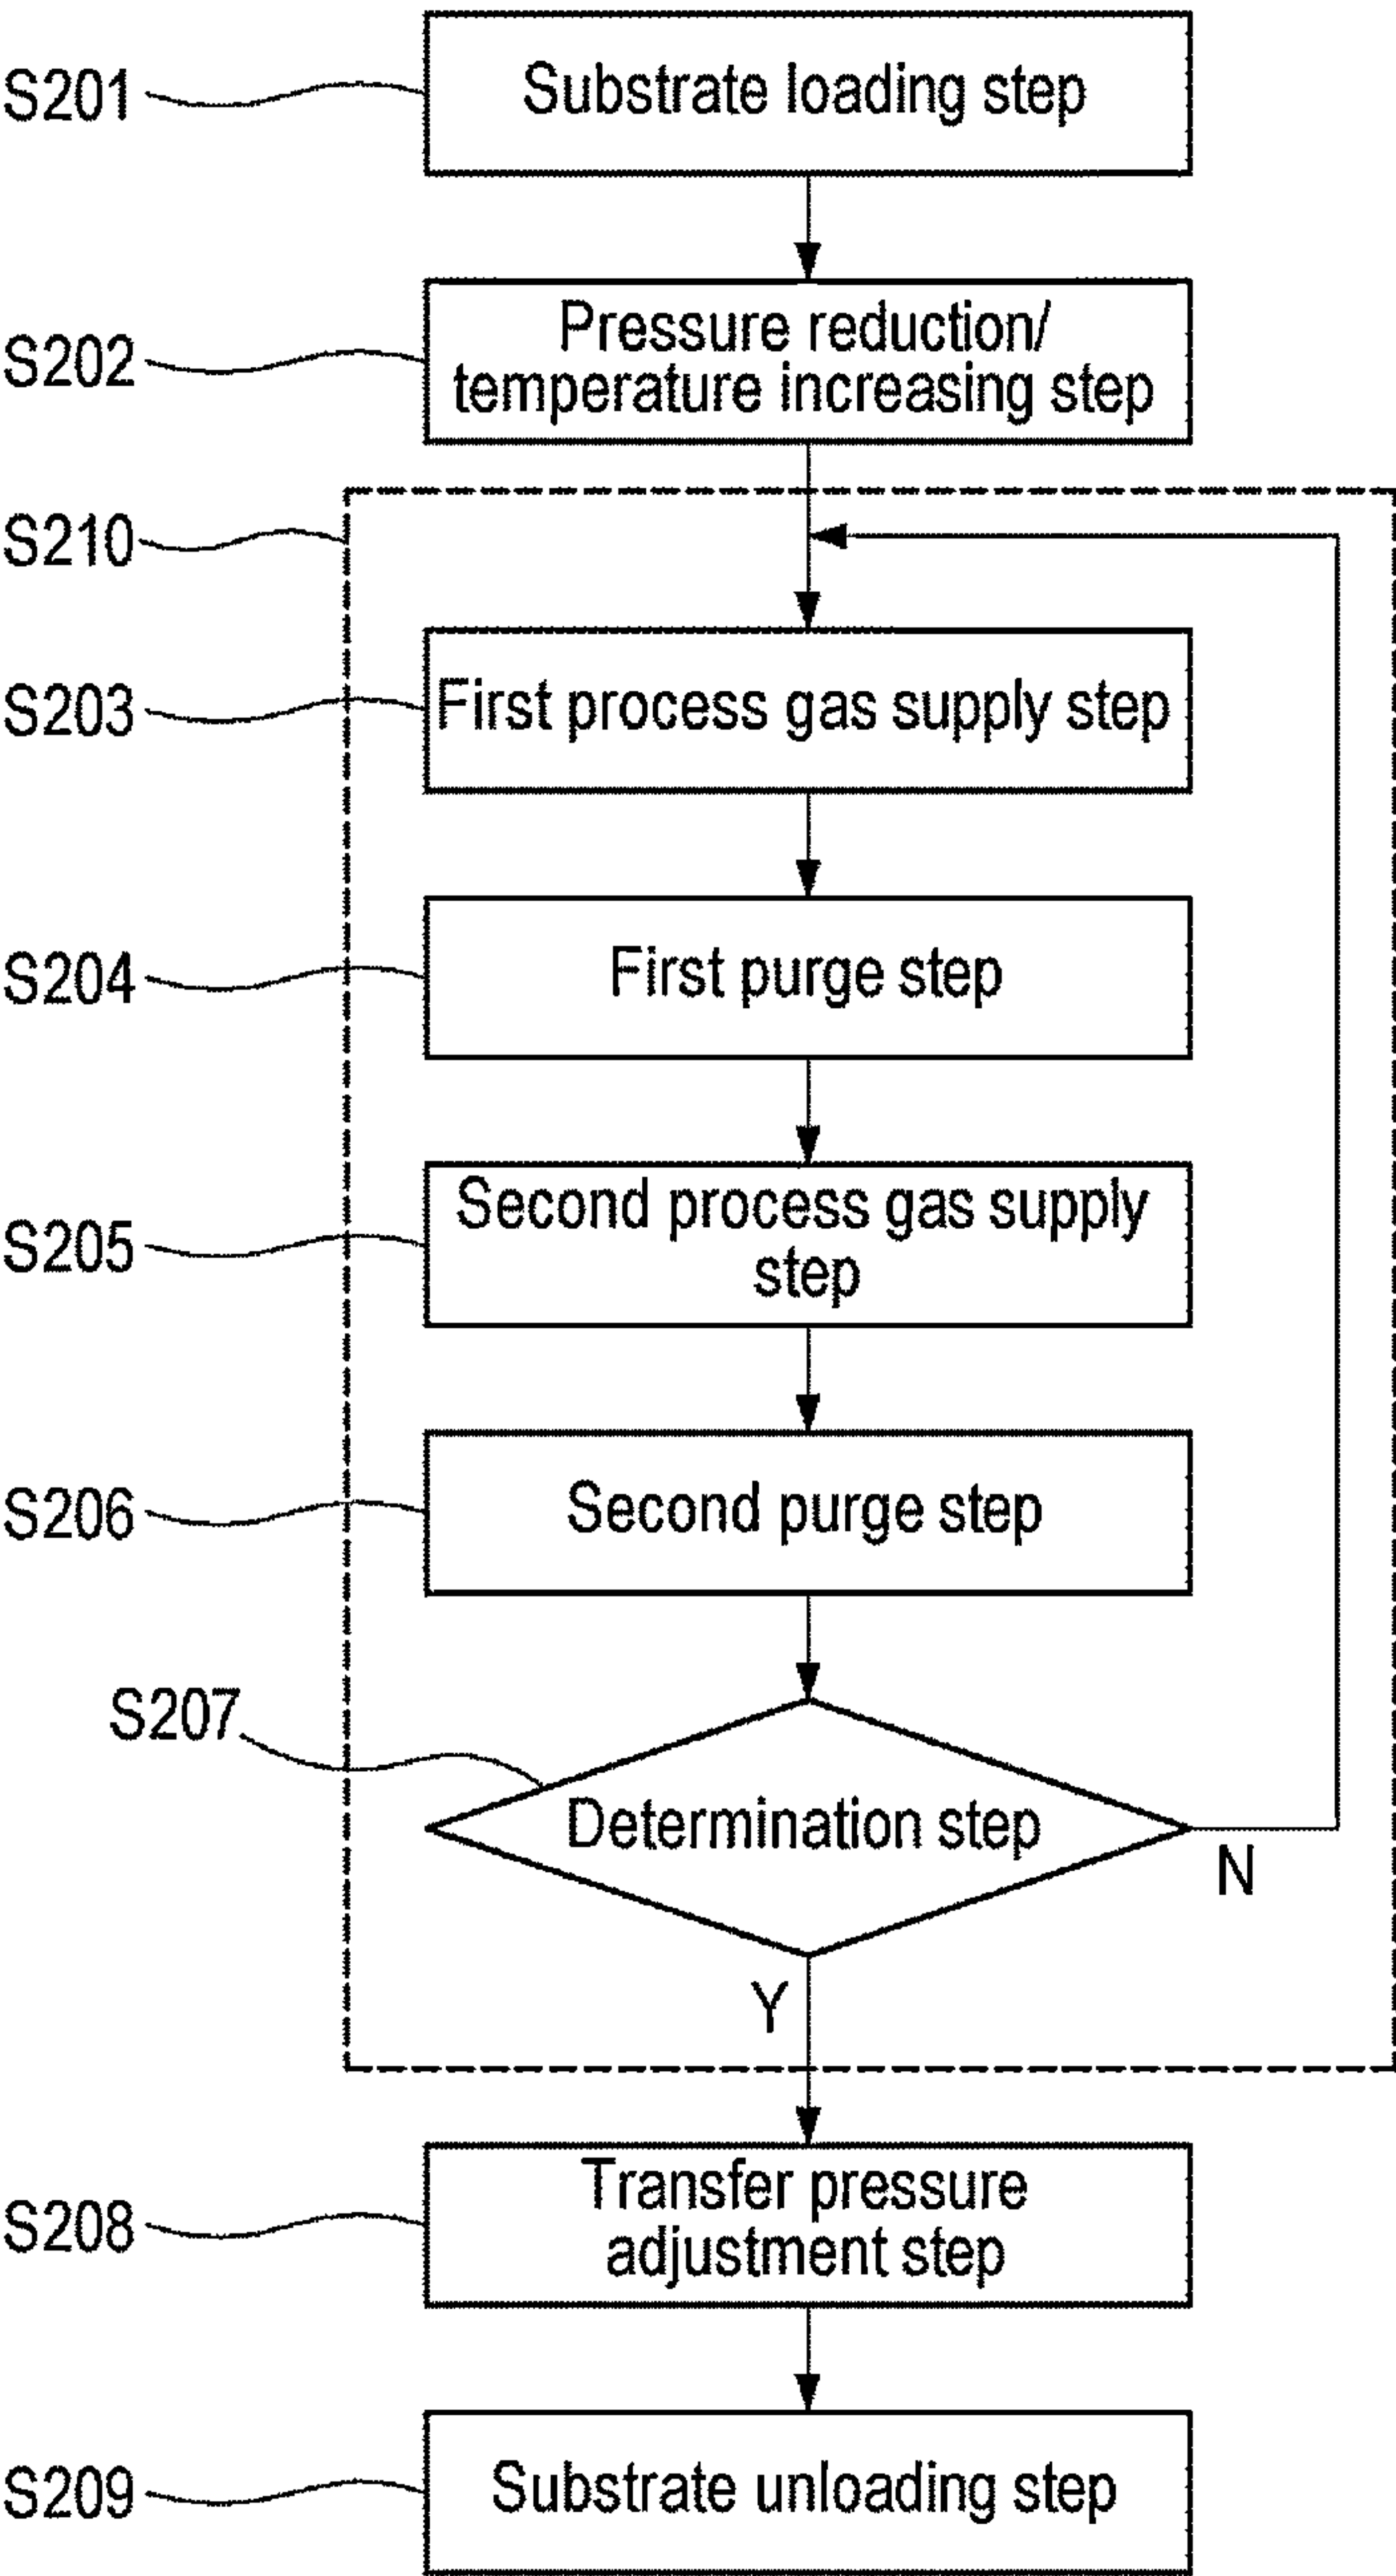 S201
Substrate loading step
S202
Pressure reduction/
temperature increasing step
S210
S203
First process gas supply step
S204
First purge step
S205
Second process gas supply
step
S206
Second purge step
S207
Determination step
N
Y
S208
Transfer pressure
adjustment step
S209
Substrate unloading step